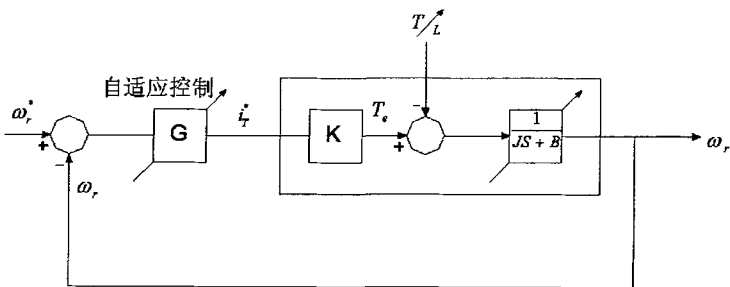 T_L
自适应控制
ω_r^*
G
i_T^*
K
T_e
1
JS + B
ω_r
+
-
+
-
ω_r